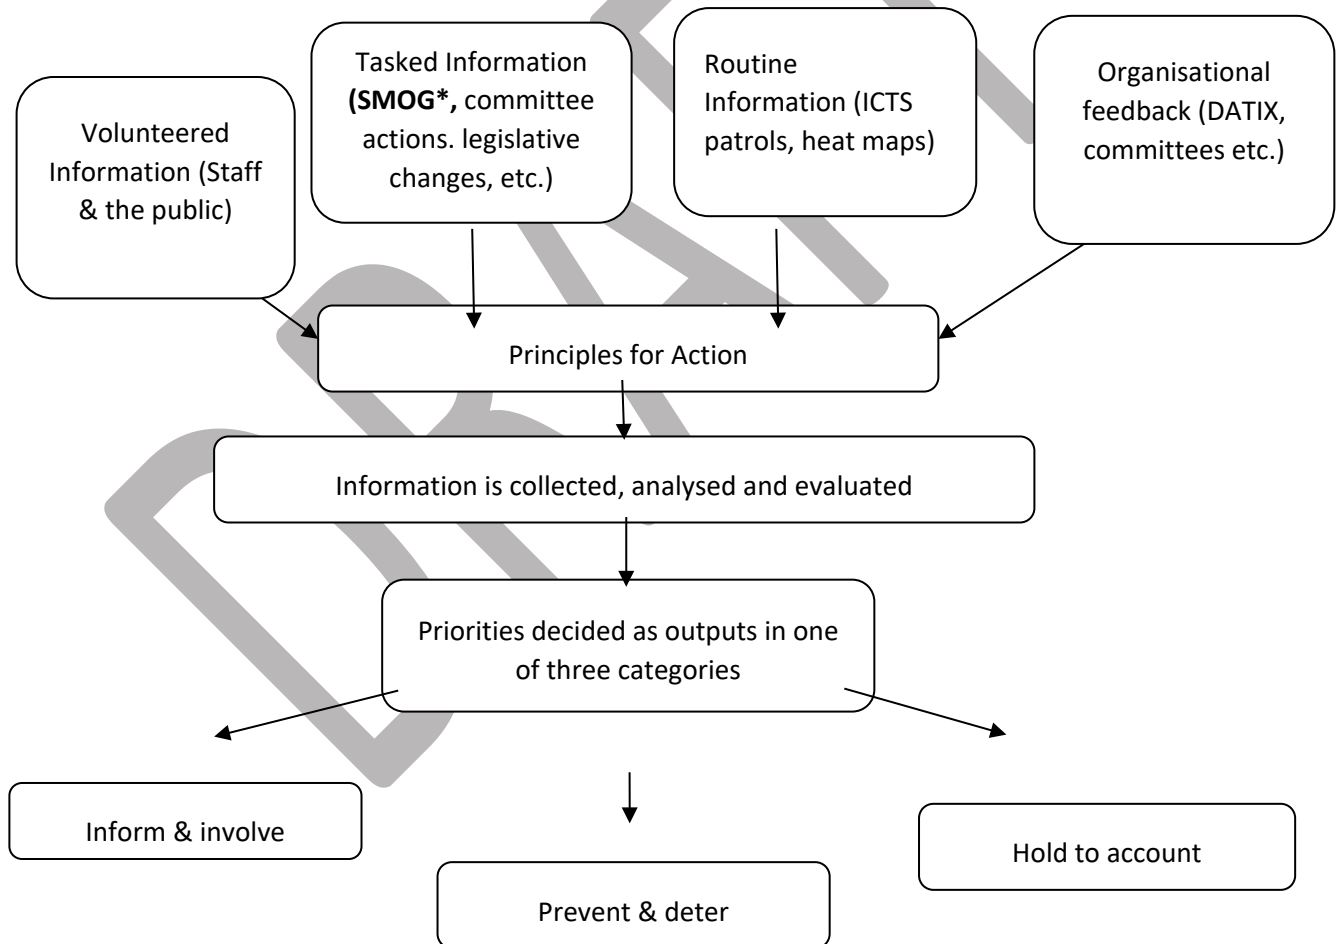 Volunteered
Information (Staff
& the public)
Tasked Information
(SMOG*, committee
actions. legislative
changes, etc.)
Routine
Information (ICTS
patrols, heat maps)
Organisational
feedback (DATIX,
committees etc.)
Principles for Action
Information is collected, analysed and evaluated
Priorities decided as outputs in one
of three categories
Inform & involve
Prevent & deter
Hold to account
DRAFT